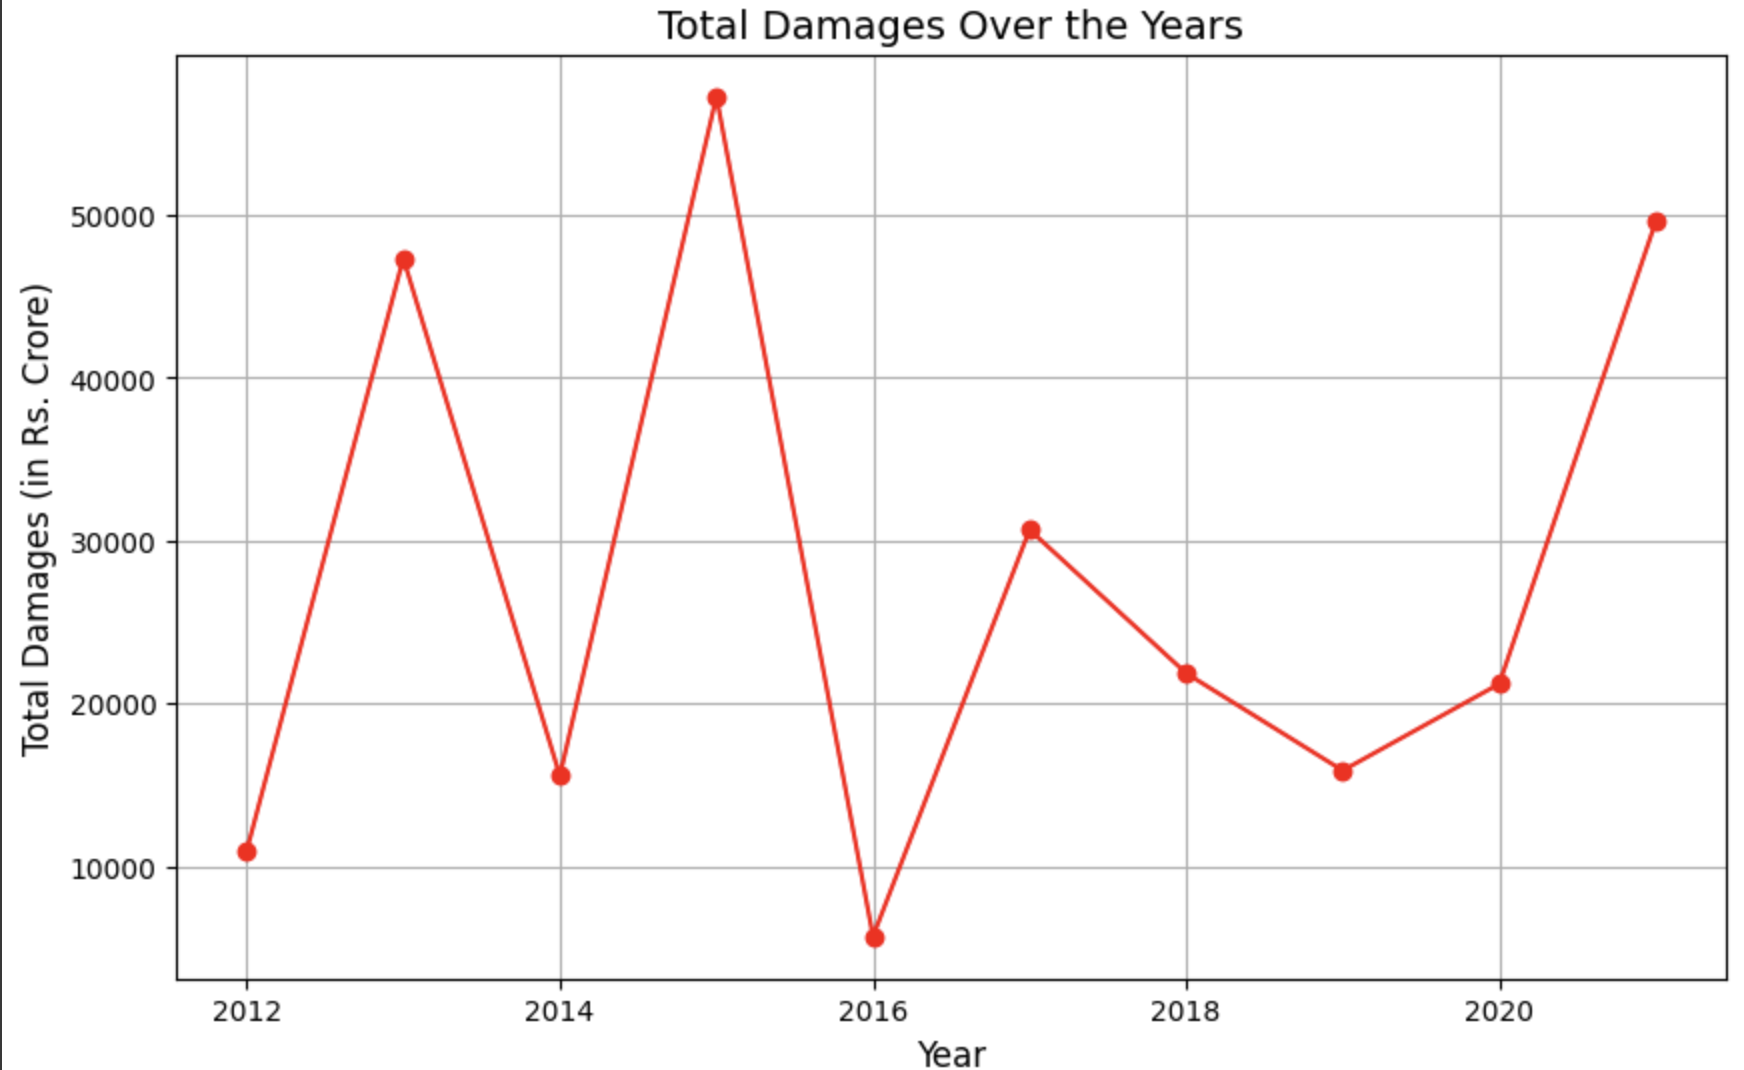 Total Damages Over the Years
Total Damages (in Rs. Crore)
50000
40000
30000
20000
10000
2012 2014 2016 2018 2020
Year